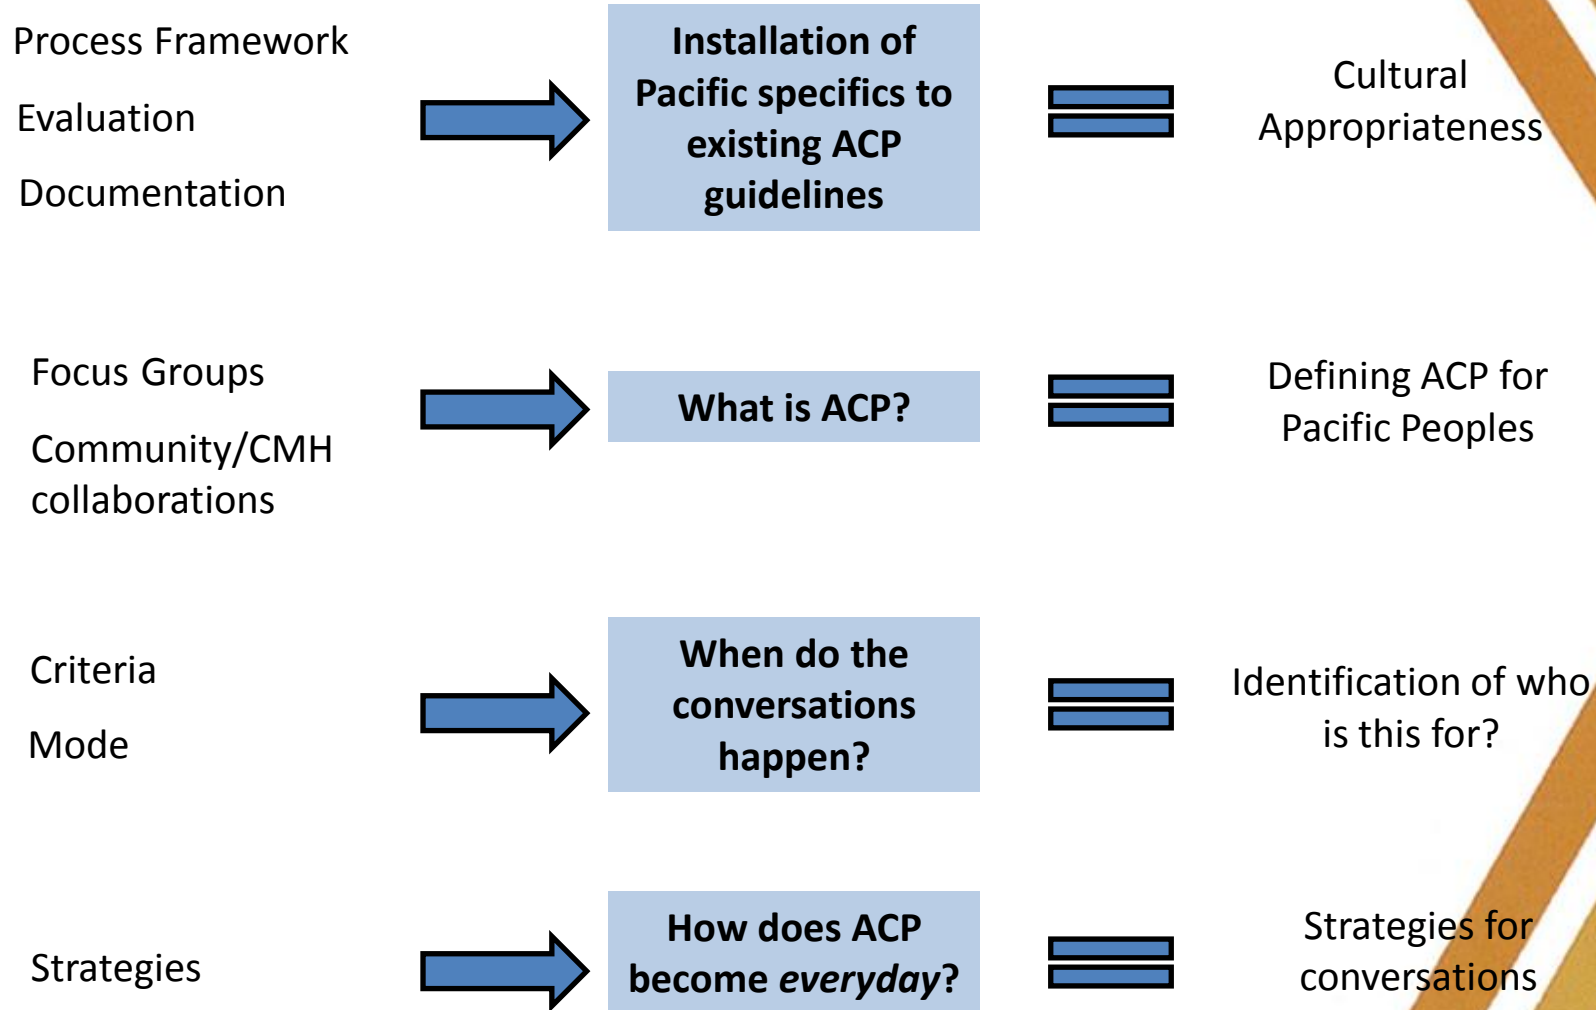 Process Framework
Evaluation
Documentation
Installation of
Pacific specifics to
existing ACP
guidelines
Cultural
Appropriateness
Focus Groups
Community/CMH
collaborations
What is ACP?
Defining ACP for
Pacific Peoples
Criteria
Mode
When do the
conversations
happen?
Identification of who
is this for?
Strategies
How does ACP
become everyday?
Strategies for
conversations